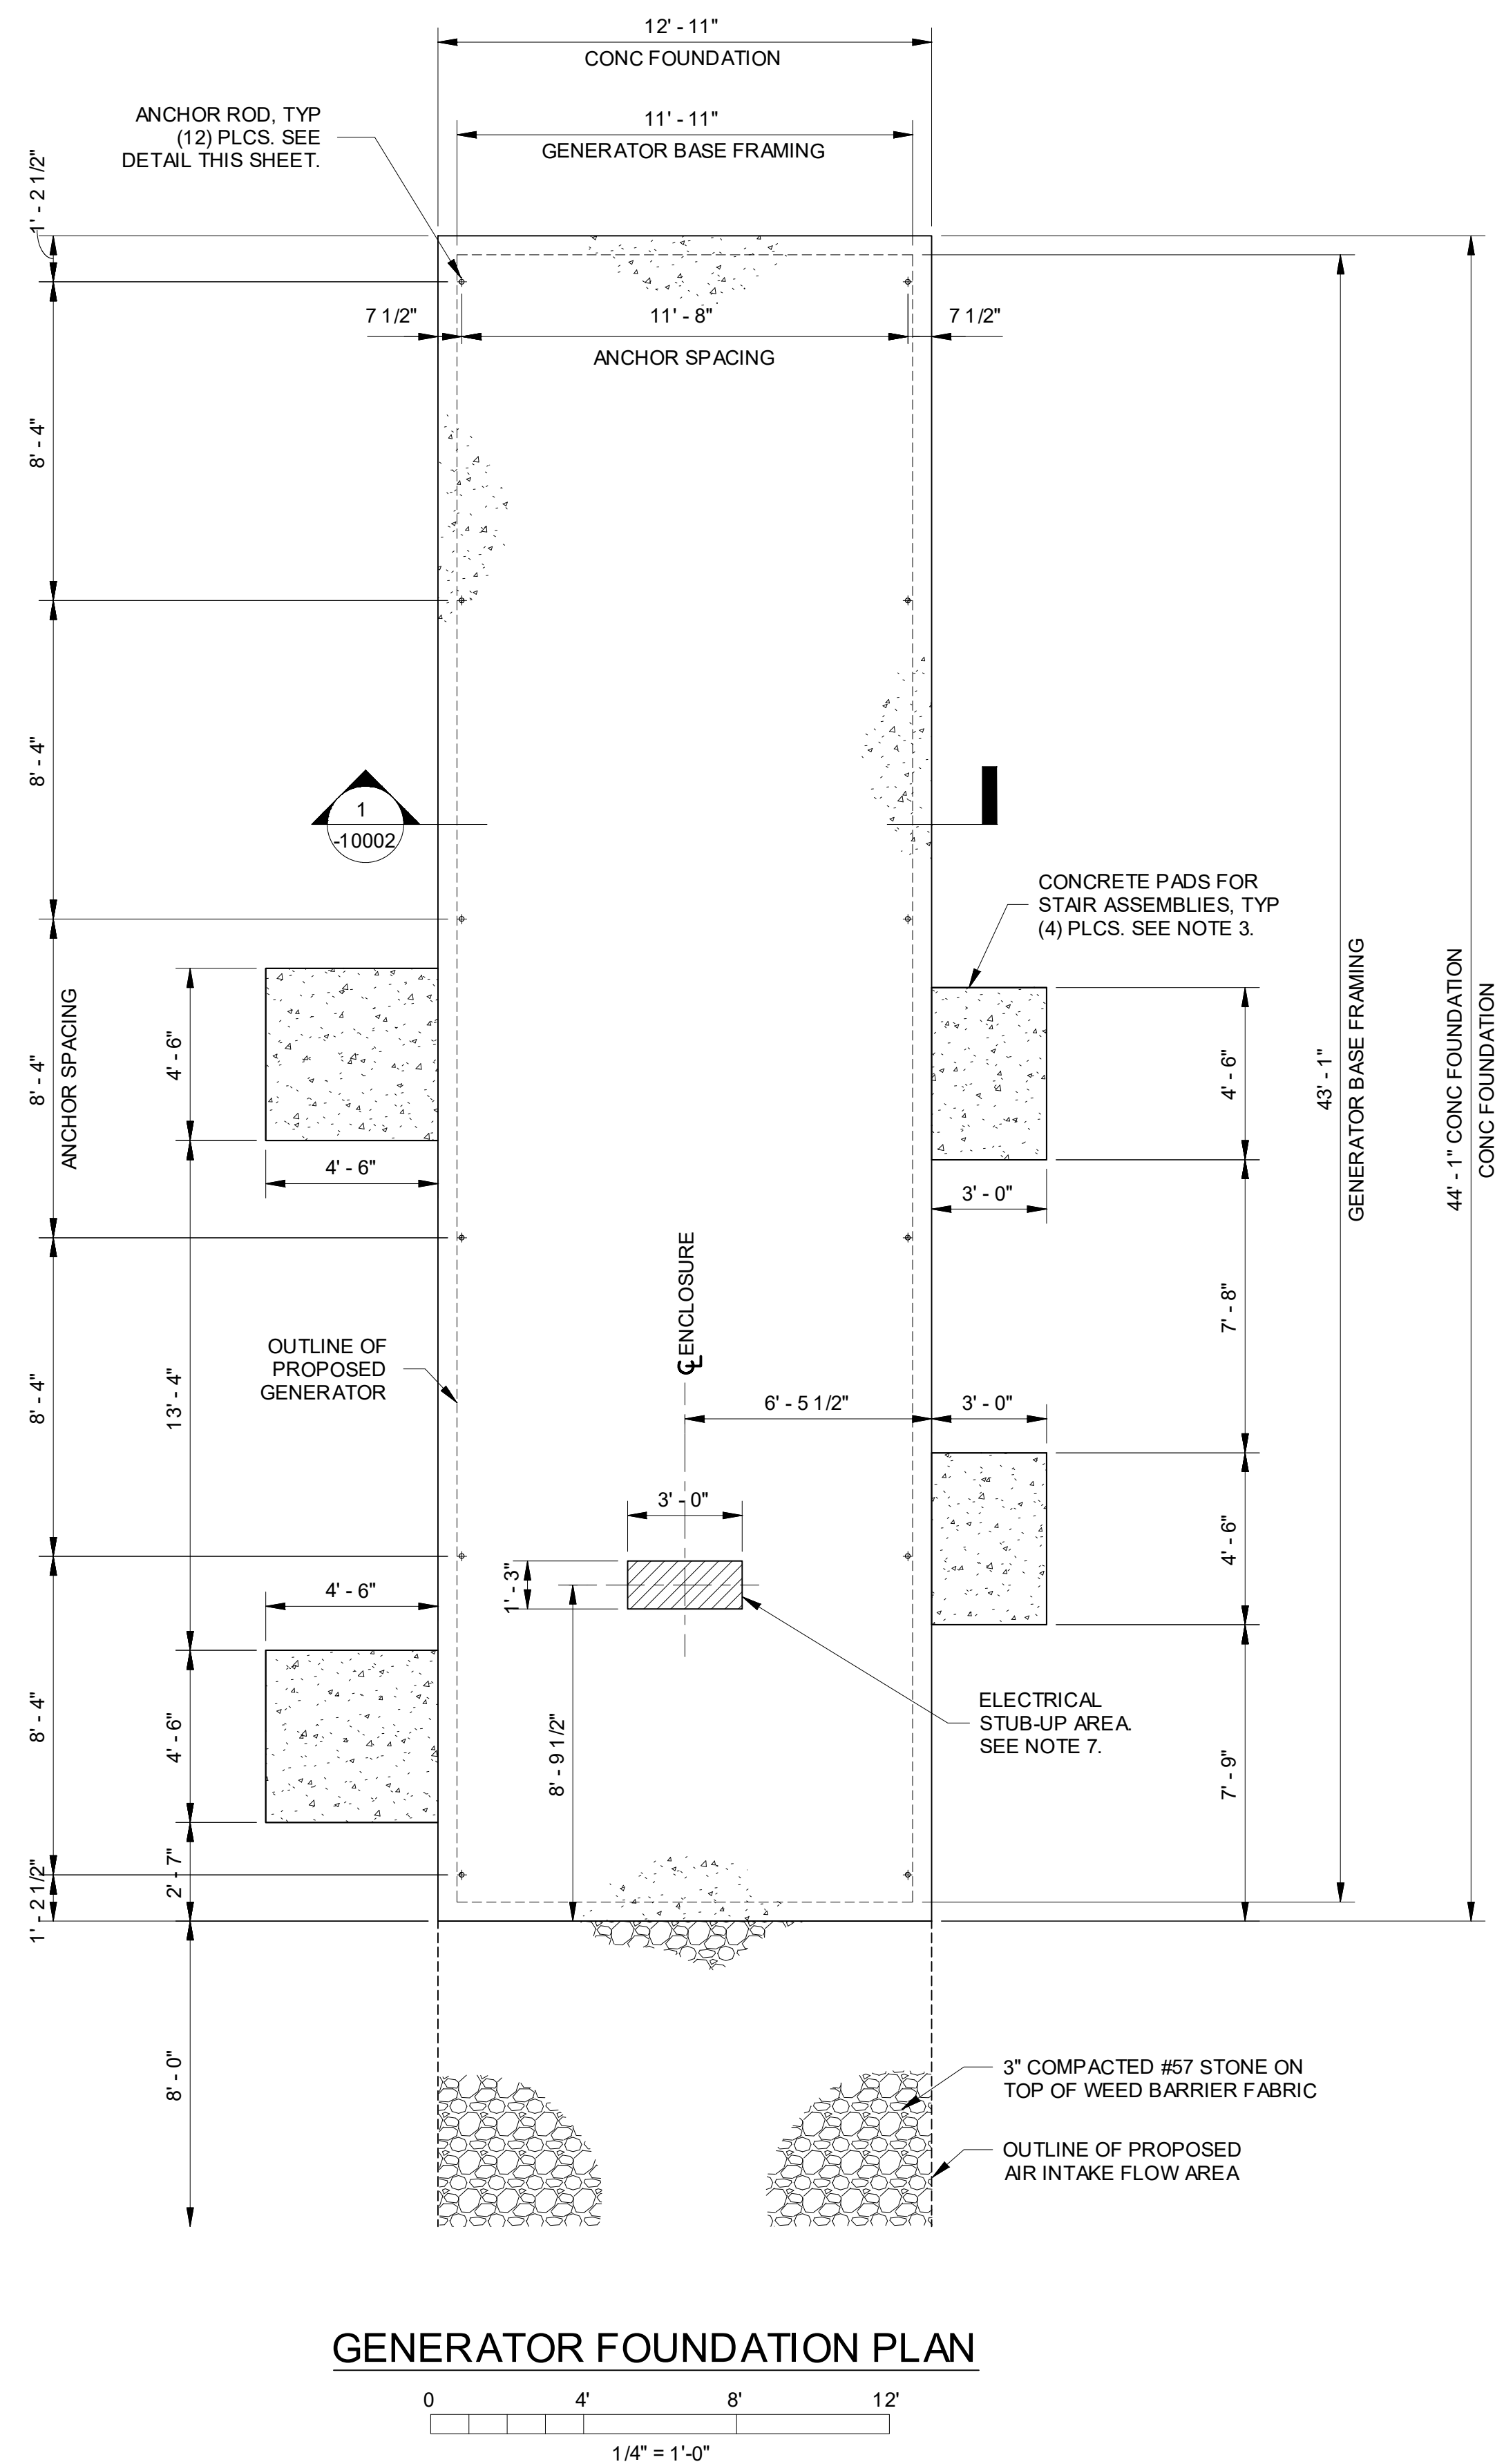 12' - 11"
CONC FOUNDATION
ANCHOR ROD, TYP
(12) PLCS. SEE
DETAIL THIS SHEET.
11' - 11"
GENERATOR BASE FRAMING
1' - 2 1/2"
7 1/2"
11' - 8"
7 1/2"
ANCHOR SPACING
8' - 4"
8' - 4"
1
-10002
CONCRETE PADS FOR
STAIR ASSEMBLIES, TYP
(4) PLCS. SEE NOTE 3.
8' - 4"
ANCHOR SPACING
4' - 6"
4' - 6"
4' - 6"
3' - 0"
43' - 1"
GENERATOR BASE FRAMING
44' - 1" CONC FOUNDATION
CONC FOUNDATION
7' - 8"
ENCLOSURE
OUTLINE OF
PROPOSED
GENERATOR
8' - 4"
13' - 4"
6' - 5 1/2"
3' - 0"
3' - 0"
1' - 3"
4' - 6"
4' - 6"
8' - 4"
4' - 6"
8' - 9 1/2"
ELECTRICAL
STUB-UP AREA.
SEE NOTE 7.
7' - 9"
1' - 2 1/2"
2' - 7"
8' - 0"
3" COMPACTED #57 STONE ON
TOP OF WEED BARRIER FABRIC
OUTLINE OF PROPOSED
AIR INTAKE FLOW AREA
GENERATOR FOUNDATION PLAN
0 4' 8' 12'
1/4" = 1'-0"